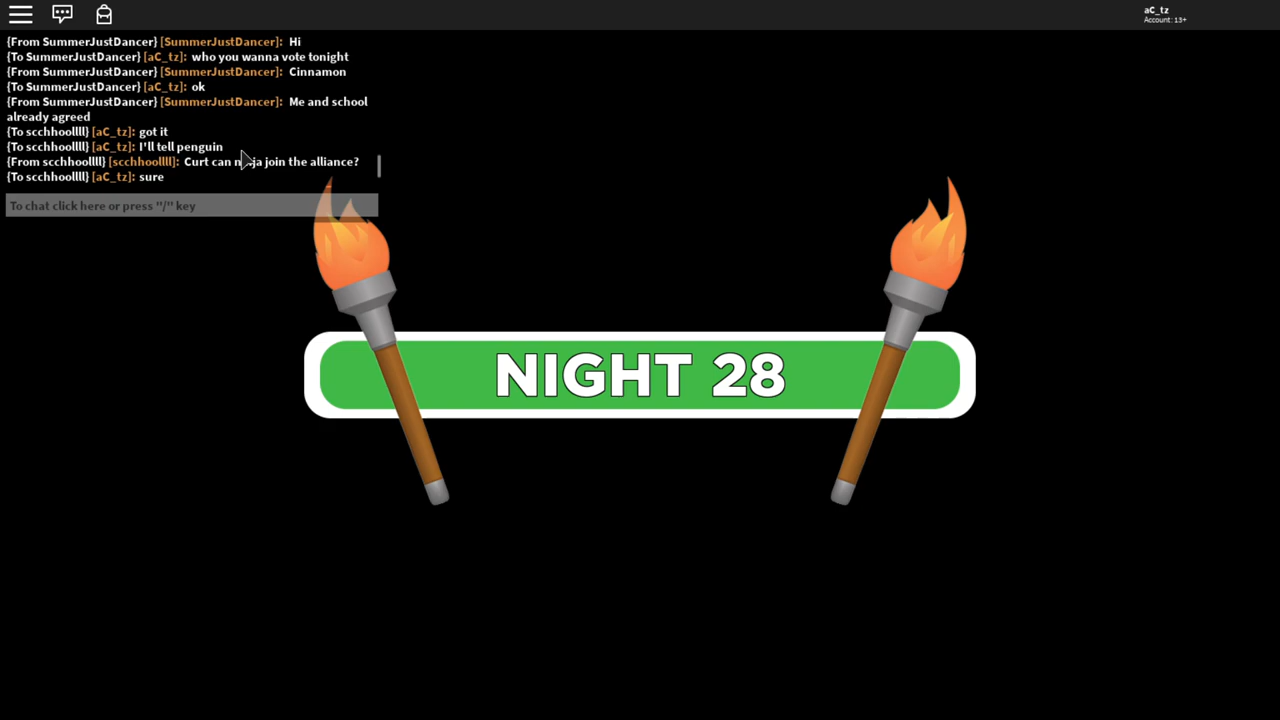 aC_tz
Account: 13+
{From SummerJustDancer} [SummerJustDancer]: Hi
{To SummerJustDancer} [aC_tz]: who you wanna vote tonight
{From SummerJustDancer} [SummerJustDancer]: Cinnamon
{To SummerJustDancer} [aC_tz]: ok
{From SummerJustDancer} [SummerJustDancer]: Me and school
already agreed
{To scchhoollll} [aC_tz]: got it
{To scchhoollll} [aC_tz]: I'll tell penguin
{From scchhoollll} [scchhoollll]: Curt can ninja join the alliance?
{To scchhoollll} [aC_tz]: sure
To chat click here or press "/" key
NIGHT 28